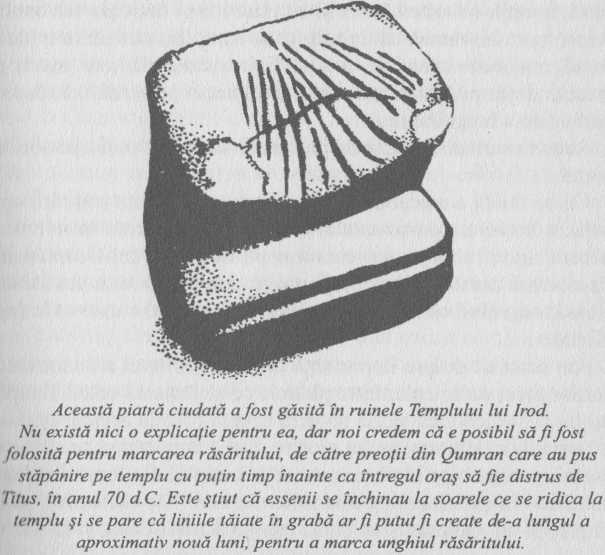 Această piatră ciudată a fost găsită în ruinele Templului lui Irod.
Nu există nici o explicație pentru ea, dar noi credem că e posibil să fi fost
folosită pentru marcarea răsăritului, de către preoții din Qumran care au pus
stăpânire pe templu cu puțin timp înainte ca întregul oraș să fie distrus de
Titus, în anul 70 d.C. Este știut că essenii se închinau la soarele ce se ridica la
templu și se pare că liniile tăiate în grabă ar fi putut fi create de-a lungul a
aproximativ nouă luni, pentru a marca unghiul răsăritului.